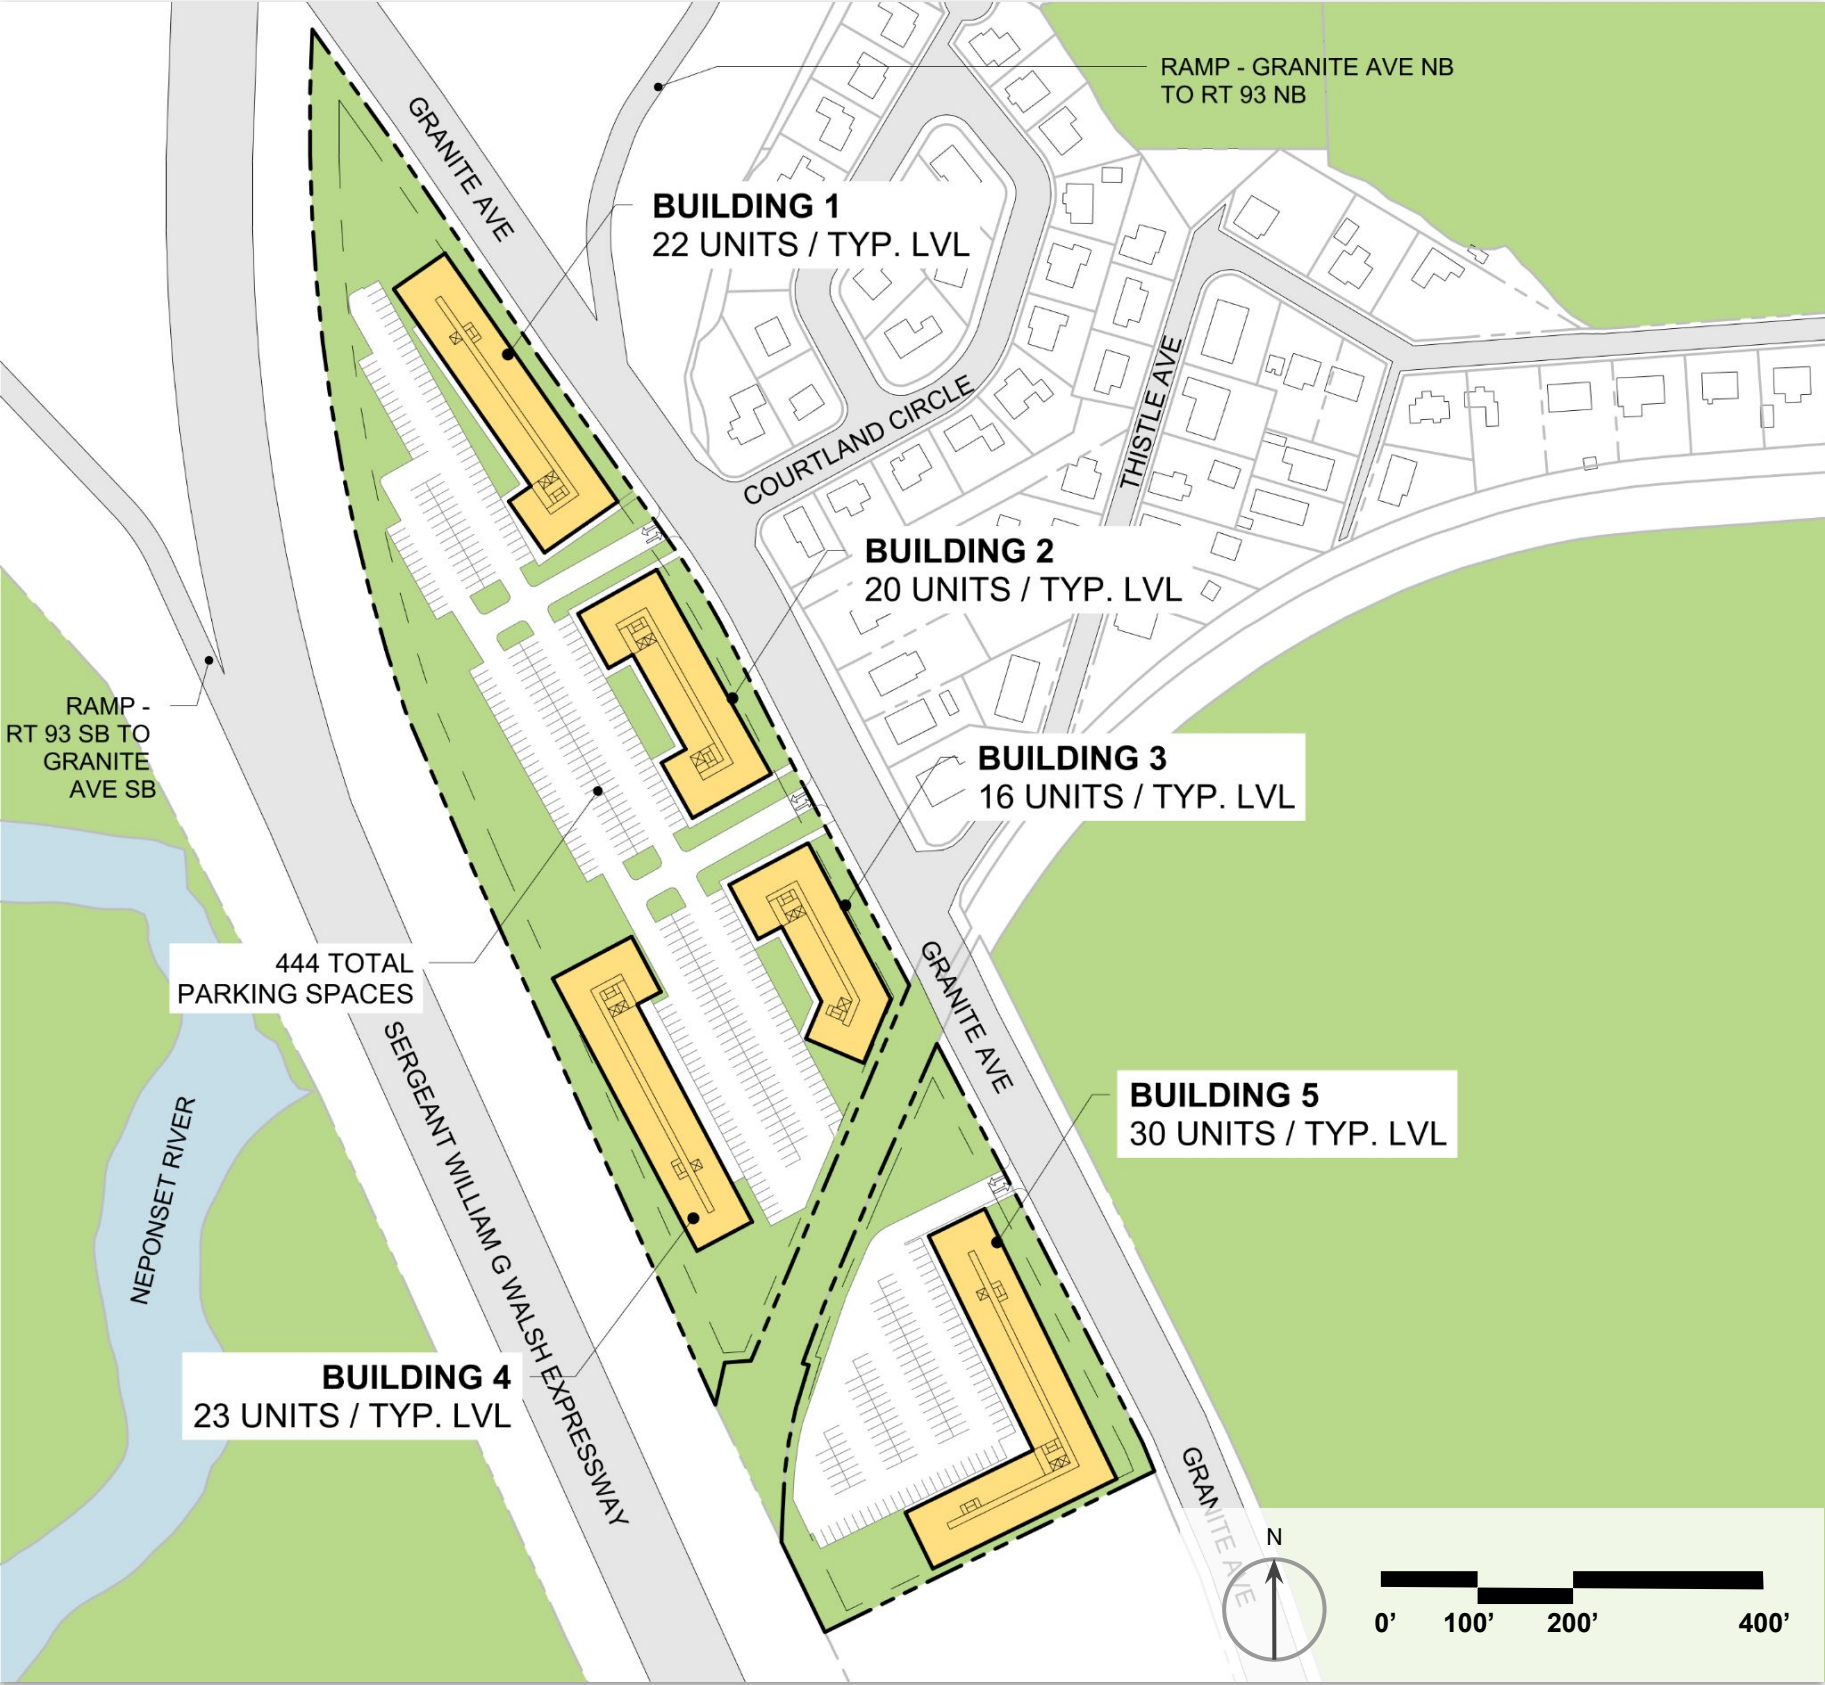 RAMP - GRANITE AVE NB
TO RT 93 NB
GRANITE AVE
BUILDING 1
22 UNITS / TYP. LVL
COURTLAND CIRCLE
THISTLE AVE
BUILDING 2
20 UNITS / TYP. LVL
RAMP -
RT 93 SB TO
GRANITE
AVE SB
BUILDING 3
16 UNITS / TYP. LVL
444 TOTAL
PARKING SPACES
GRANITE AVE
SERGEANT WILLIAM G WALSH EXPRESSWAY
NEPONSET RIVER
BUILDING 5
30 UNITS / TYP. LVL
BUILDING 4
23 UNITS / TYP. LVL
GRANITE AVE
N
0' 100' 200' 400'